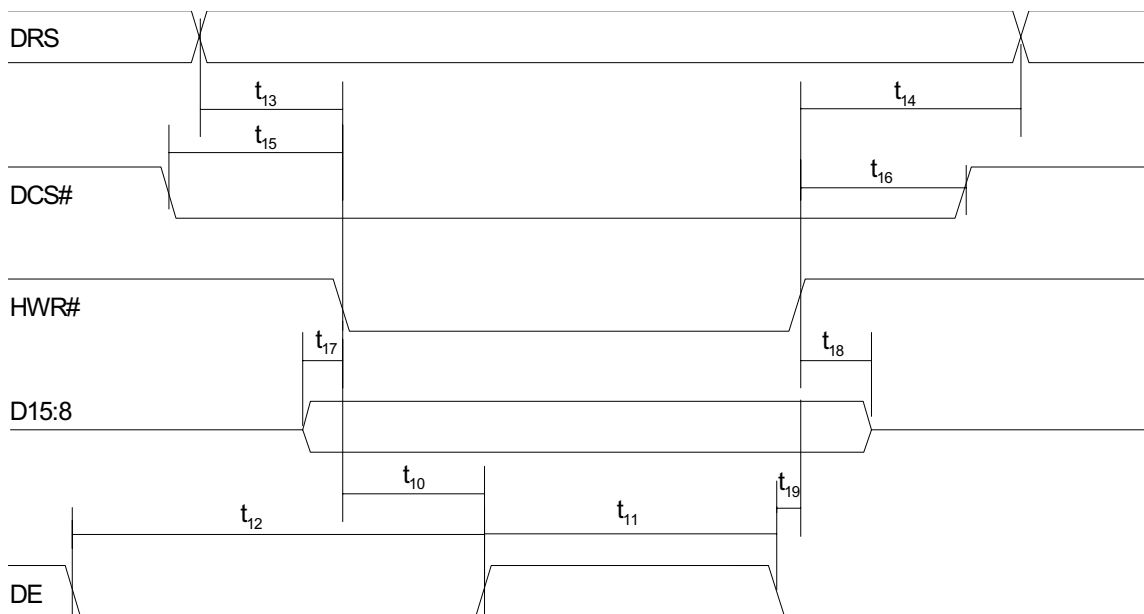 DRS
t13
t14
t15
DCS#
t16
HWR#
t17
t18
D15:8
t10
t19
t12
t11
DE